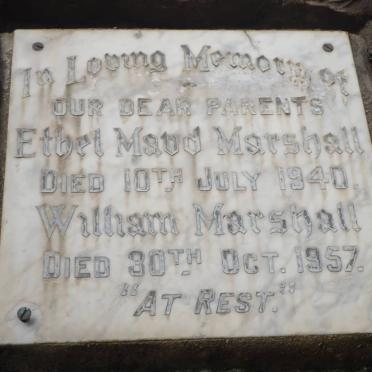 In Loving Memory of
OUR DEAR PARENTS
Ethel Maud Marshall
DIED 10TH JULY 1940.
William Marshall
DIED 30TH OCT. 1957.
"AT REST."